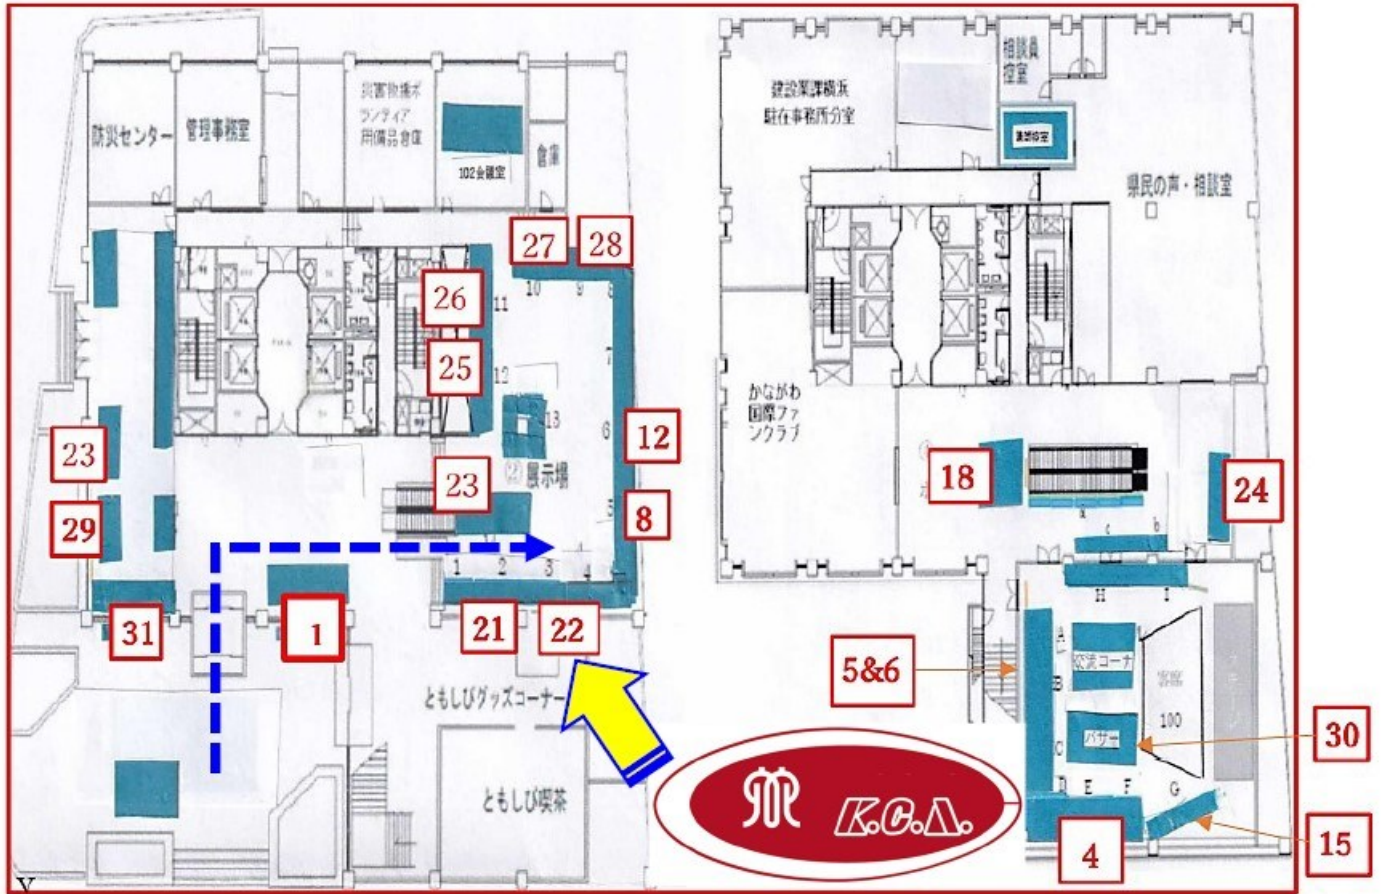 防災センター
管理事務室
災害救援ボ
ランティア
用備品倉庫
102会議室
倉庫
27
28
26
25
11
10
9
8
7
12
13
6
12
23
23
(2)展示場
5
8
29
1
2
3
4
4
31
1
21
22
ともしびグッズコーナー
ともしび喫茶
Y
建設業課横浜
駐在事務所分室
相談員
控室
県民の声・相談室
かながわ
国際ファ
ンクラブ
18
24
a
b
c
H
I
5&6
A
交流コーナ
B
100
バザー
C
D
E
F
G
30
15
4
K.C.A.